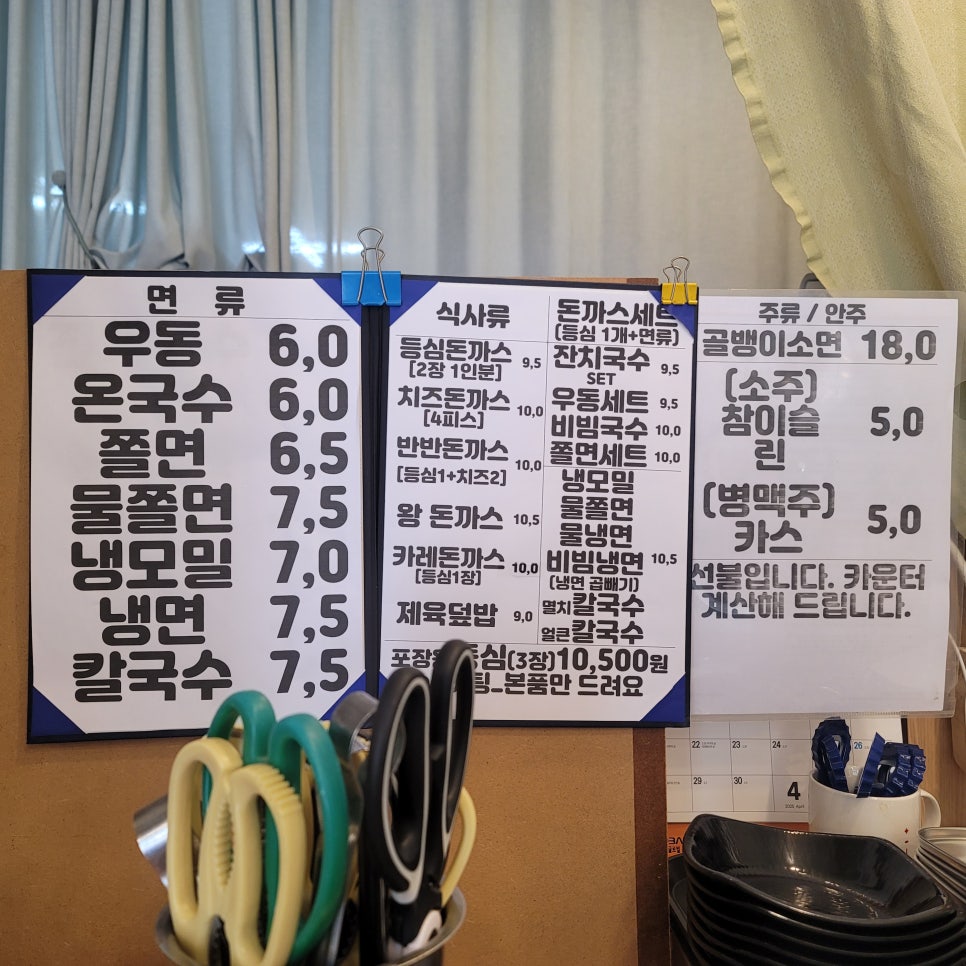 면 류
우동 6,0
온국수 6,0
쫄면 6,5
물쫄면 7,5
냉모밀 7,0
냉면 7,5
칼국수 7,5
식사류
등심돈까스 9,5
[2장 1인분]
치즈돈까스 10,0
[4피스]
반반돈까스 10,0
[등심1+치즈2]
왕 돈까스 10,5
카레돈까스 10,0
[등심1장]
제육덮밥 9,0
돈까스세트
(등심 1개+면류)
잔치국수 9,5
SET
우동세트 9,5
비빔국수 10,0
쫄면세트 10,0
냉모밀
물쫄면
물냉면
비빔냉면 10,5
(냉면 곱빼기)
멸치칼국수
얼큰칼국수
(3장)10,500원
본품만 드려요
주류 / 안주
골뱅이소면 18,0
(소주)
참이슬 5,0
린
(병맥주)
카스 5,0
선불입니다. 카운터
계산해 드립니다.
22 23 24 26
29 30
4